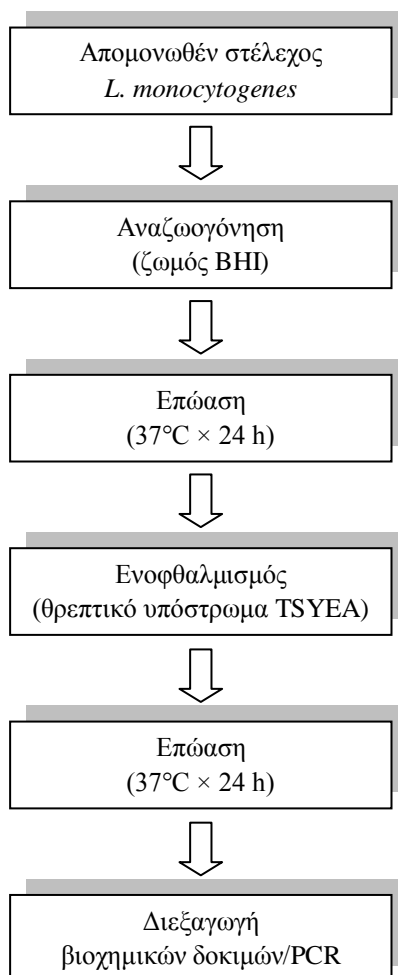 Απομονωθέν στέλεχος
L. monocytogenes
Αναζωογόνηση
(ζωμός BHI)
Επώαση
(37°C × 24 h)
Ενοφθαλμισμός
(θρεπτικό υπόστρωμα TSYEA)
Επώαση
(37°C × 24 h)
Διεξαγωγή
βιοχημικών δοκιμών/PCR